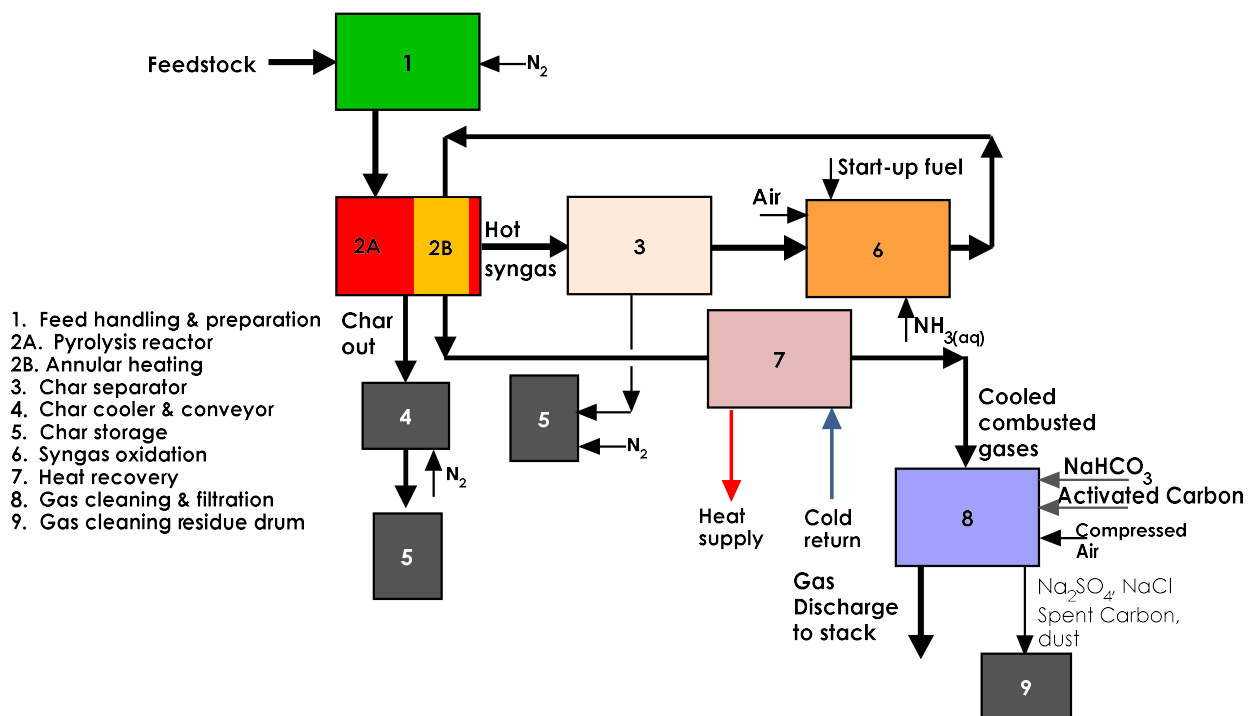 Feedstock
1
N2
Start-up fuel
Air
2A
2B
Hot
syngas
3
6
NH3(aq)
Char
out
7
1. Feed handling & preparation
2A. Pyrolysis reactor
2B. Annular heating
3. Char separator
4. Char cooler & conveyor
5. Char storage
6. Syngas oxidation
7. Heat recovery
8. Gas cleaning & filtration
9. Gas cleaning residue drum
4
N2
5
5
N2
Cooled
combusted
gases
Heat
supply
Cold
return
NaHCO3
Activated Carbon
Compressed
Air
8
Gas
Discharge
to stack
Na2SO4, NaCl
Spent Carbon,
dust
9